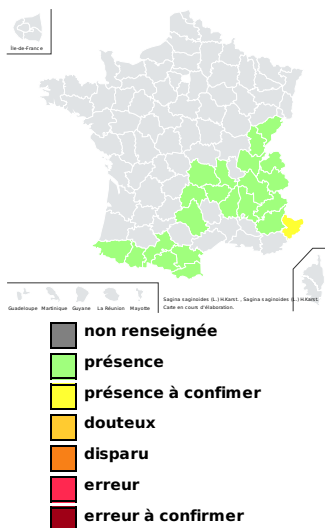 Île-de-France
Guadeloupe Martinique Guyane La Réunion Mayotte
Sagina saginoides (L.) H.Karst. , Sagina saginoides (L.) H.Karst.
Carte en cours d'élaboration.
non renseignée
présence
présence à confimer
douteux
disparu
erreur
erreur à confirmer